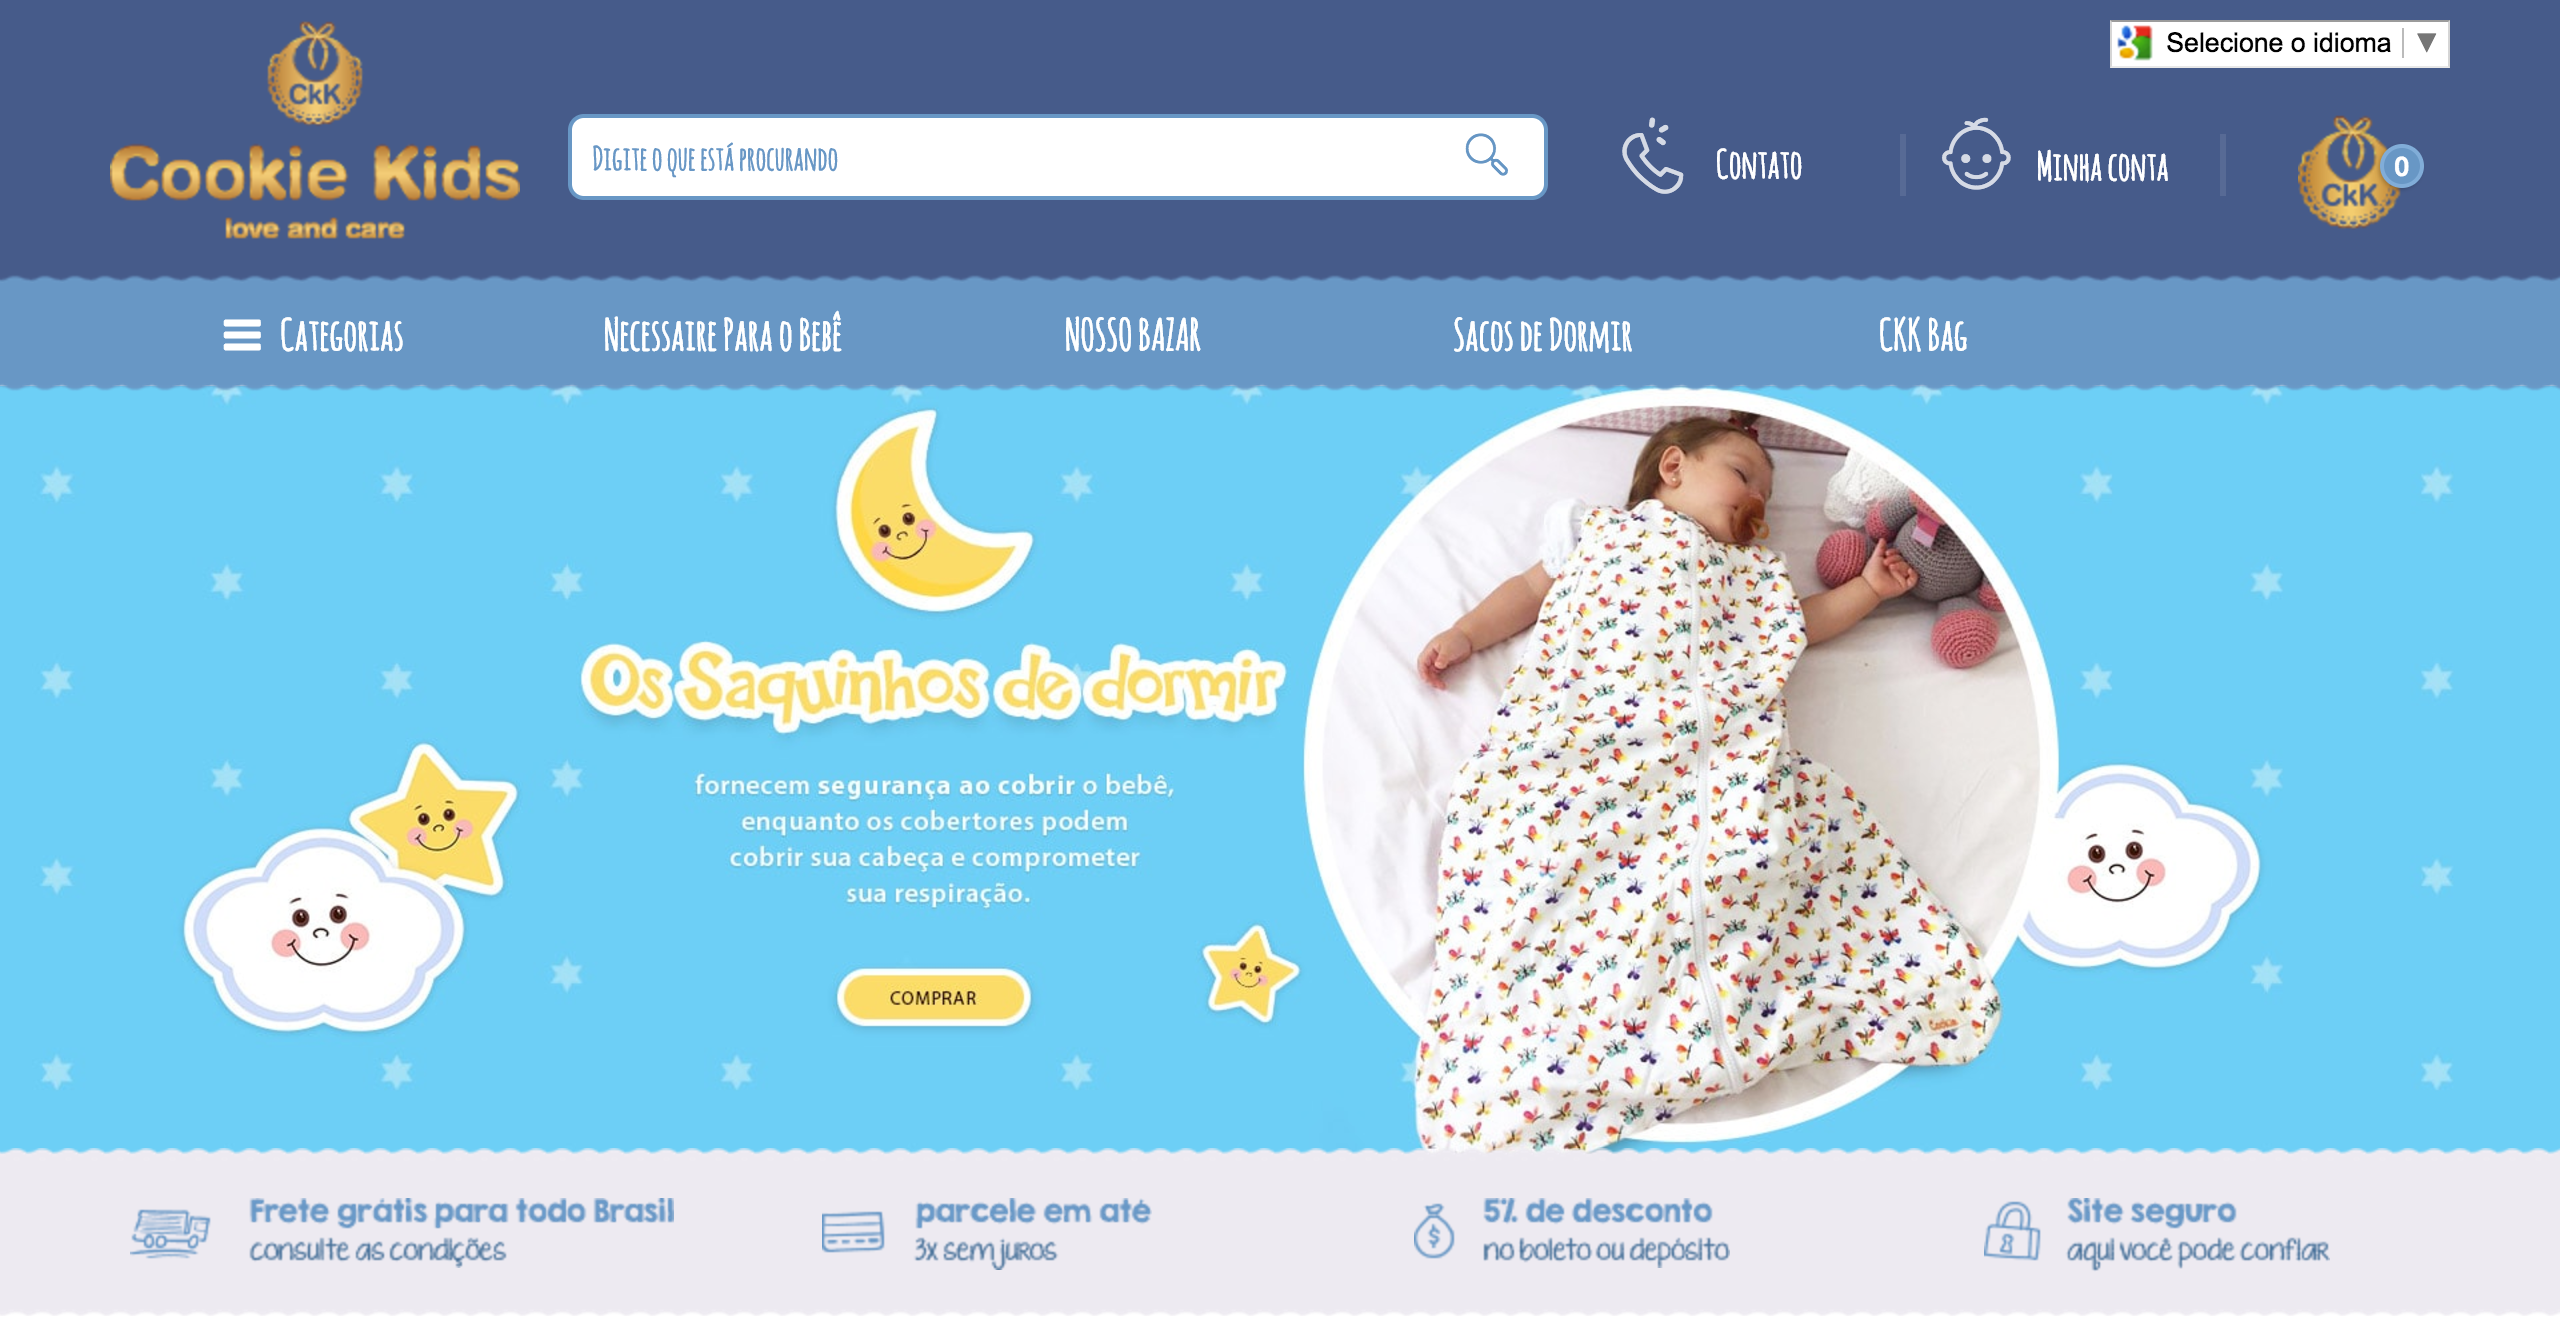 CkK
Cookie Kids
love and care
Selecione o idioma ▼
Digite o que está procurando
Contato
Minha conta
CkK
0
Categorias
Necessaire Para o Bebê
NOSSO BAZAR
Sacos de Dormir
CKK Bag
Os Saquinhos de dormir
fornecem segurança ao cobrir o bebê,
enquanto os cobertores podem
cobrir sua cabeça e comprometer
sua respiração.
COMPRAR
Cookie
Frete grátis para todo Brasil
consulte as condições
parcele em até
3x sem juros
5% de desconto
no boleto ou depósito
Site seguro
aqui você pode confiar